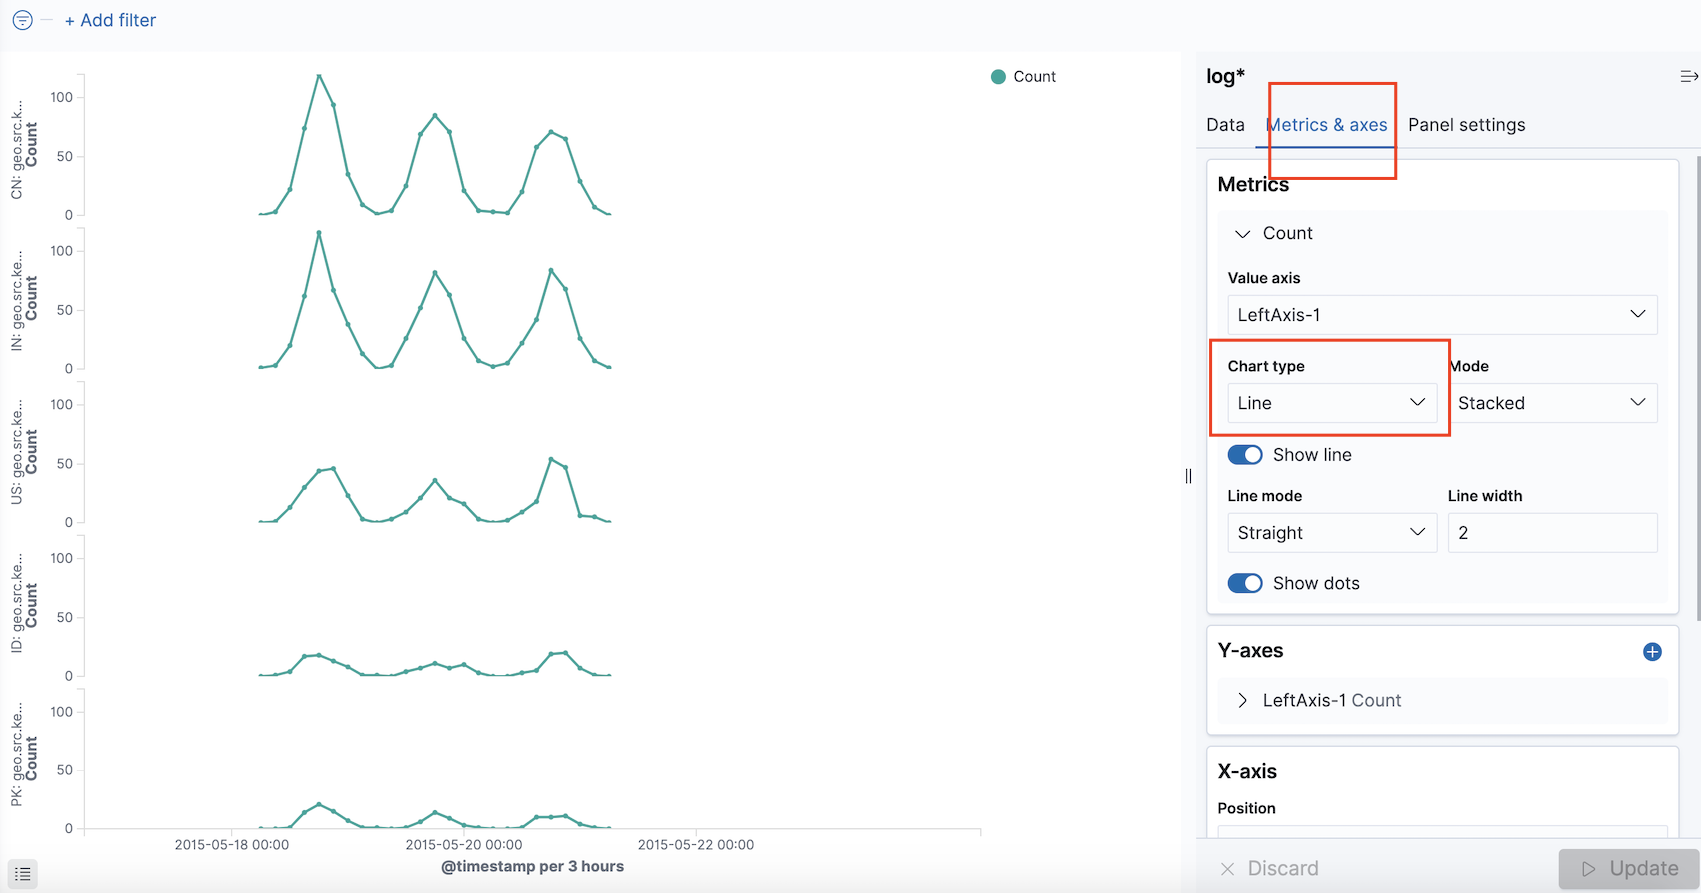 + Add filter
Count
CN: geo.src.k...
Count
100
50
0
IN: geo.src.ke...
Count
100
50
0
US: geo.src.ke...
Count
100
50
0
ID: geo.src.ke...
Count
100
50
0
PK: geo.src.ke...
Count
100
50
0
2015-05-18 00:00 2015-05-20 00:00 2015-05-22 00:00
@timestamp per 3 hours
log*
Data Metrics & axes Panel settings
Metrics
Count
Value axis
LeftAxis-1
Chart type Mode
Line Stacked
Show line
Line mode Line width
Straight 2
Show dots
Y-axes
LeftAxis-1 Count
X-axis
Position
Discard Update